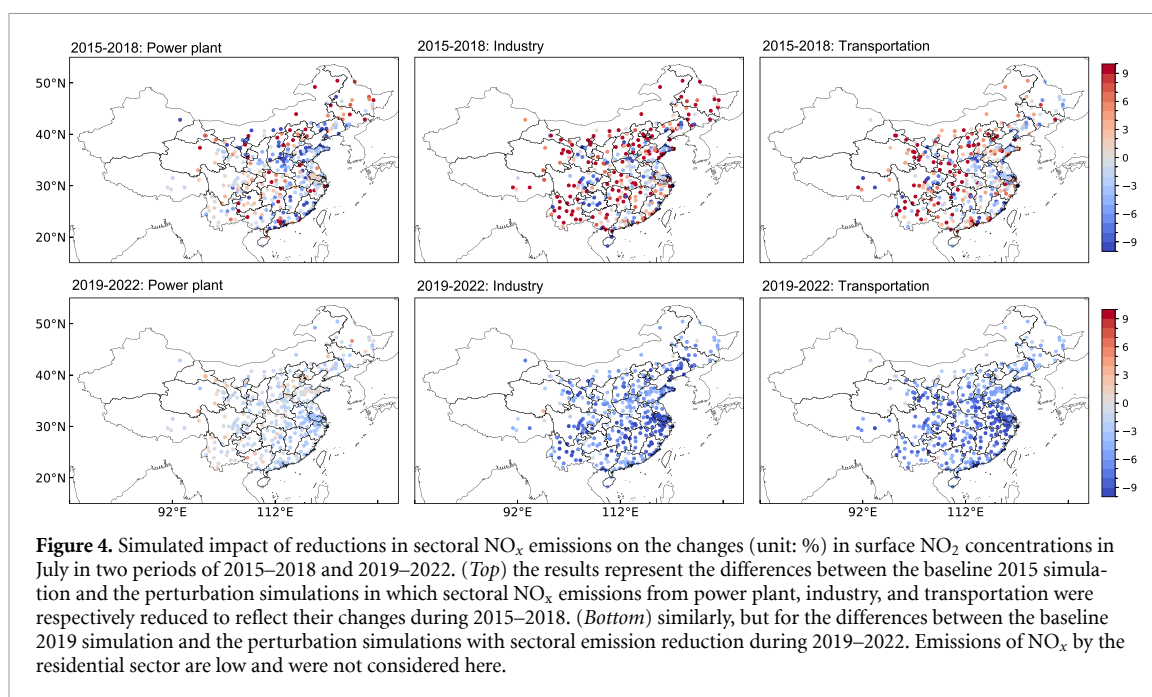 2015-2018: Power plant
2015-2018: Industry
2015-2018: Transportation
50°N
40°N
30°N
20°N
9
6
3
0
−3
−6
−9
2019-2022: Power plant
2019-2022: Industry
2019-2022: Transportation
50°N
40°N
30°N
20°N
9
6
3
0
−3
−6
−9
92°E
112°E
92°E
112°E
92°E
112°E
Figure 4. Simulated impact of reductions in sectoral NOₓ emissions on the changes (unit: %) in surface NO₂ concentrations in
July in two periods of 2015–2018 and 2019–2022. (Top) the results represent the differences between the baseline 2015 simula-
tion and the perturbation simulations in which sectoral NOₓ emissions from power plant, industry, and transportation were
respectively reduced to reflect their changes during 2015–2018. (Bottom) similarly, but for the differences between the baseline
2019 simulation and the perturbation simulations with sectoral emission reduction during 2019–2022. Emissions of NOₓ by the
residential sector are low and were not considered here.